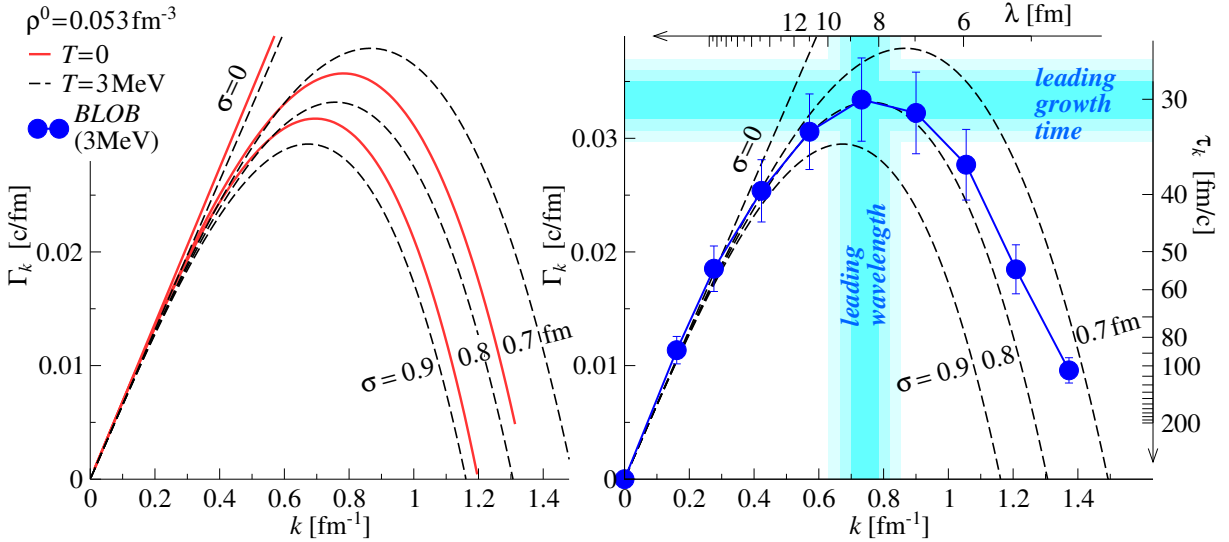 ρ⁰=0.053fm⁻³
T=0
T=3MeV
BLOB
(3MeV)
σ=0
σ=0.9
0.8
0.7 fm
Γₖ [c/fm]
0.03
0.02
0.01
0
0 0.2 0.4 0.6 0.8 1 1.2 1.4
k [fm⁻¹]
12 10 8 6 λ [fm]
leading
growth
time
σ=0
leading
wavelength
σ=0.9
0.8
0.7fm
Γₖ [c/fm]
0.03
0.02
0.01
0
0 0.2 0.4 0.6 0.8 1 1.2 1.4
k [fm⁻¹]
30
40
50
60
80
100
200
τₖ [fm/c]